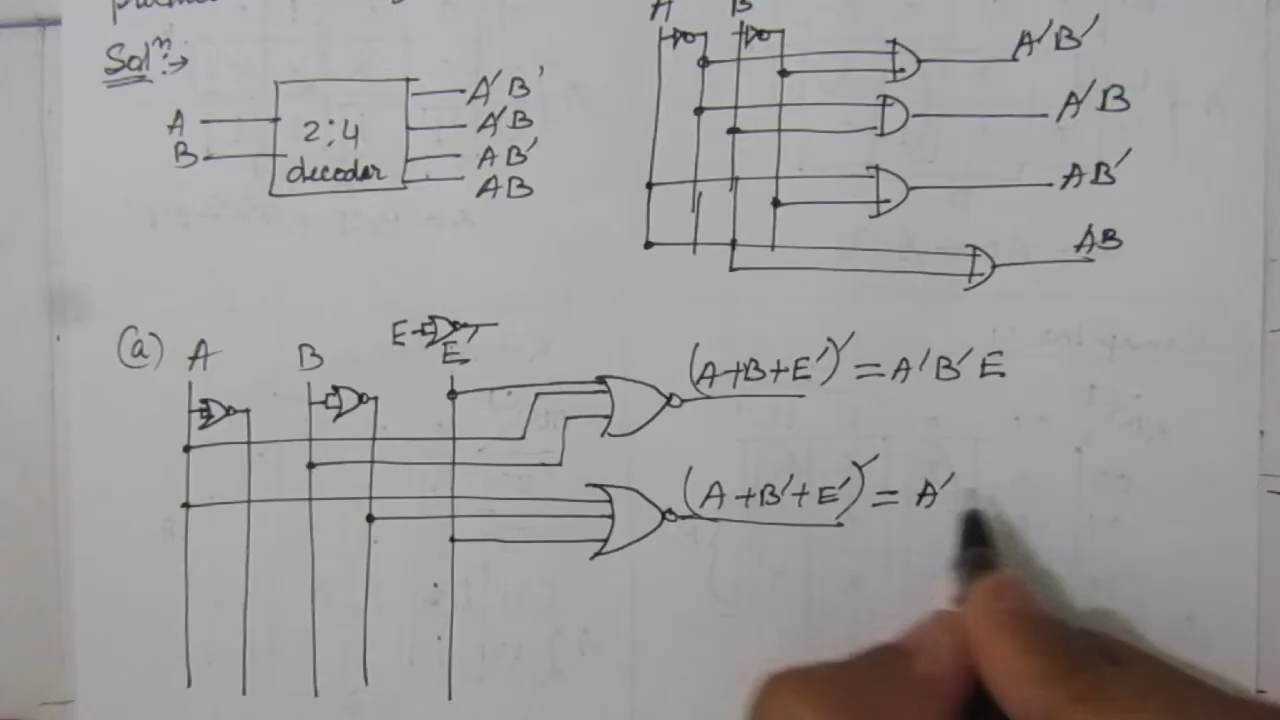 Solⁿ:→
A
B
2:4
decoder
A'B'
A'B
AB'
AB
A B
A'B'
A'B
AB'
AB
(a) A B E
E'
(A+B+E')' = A'B'E
(A+B'+E')' = A'